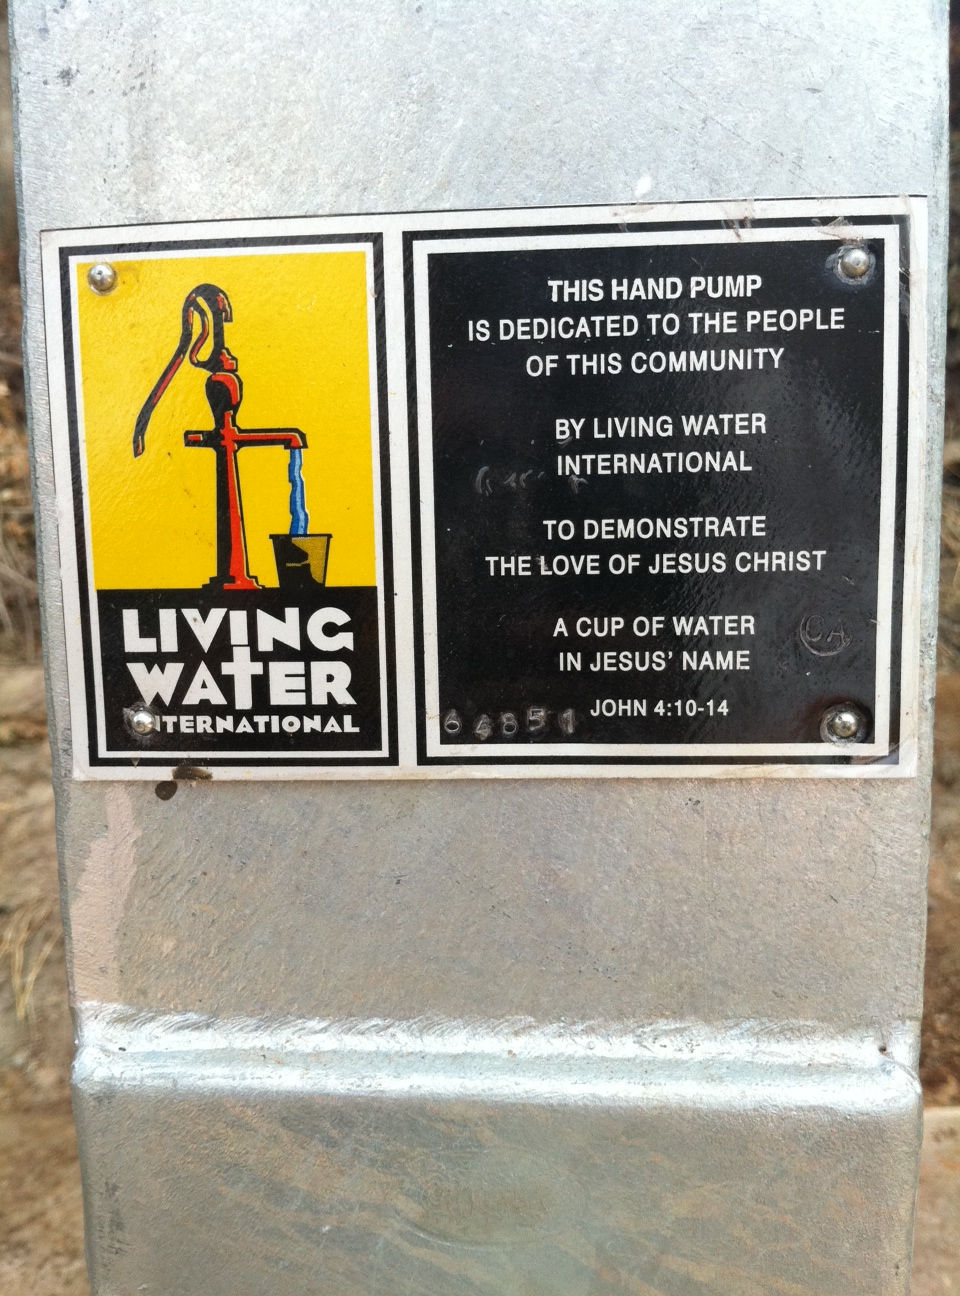 LIVING
WATER
INTERNATIONAL
THIS HAND PUMP
IS DEDICATED TO THE PEOPLE
OF THIS COMMUNITY
BY LIVING WATER
INTERNATIONAL
TO DEMONSTRATE
THE LOVE OF JESUS CHRIST
A CUP OF WATER
IN JESUS' NAME
JOHN 4:10-14